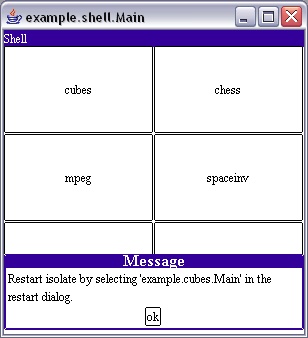 example.shell.Main
Shell
cubes
chess
mpeg
spaceinv
Message
Restart isolate by selecting 'example.cubes.Main' in the
restart dialog.
ok